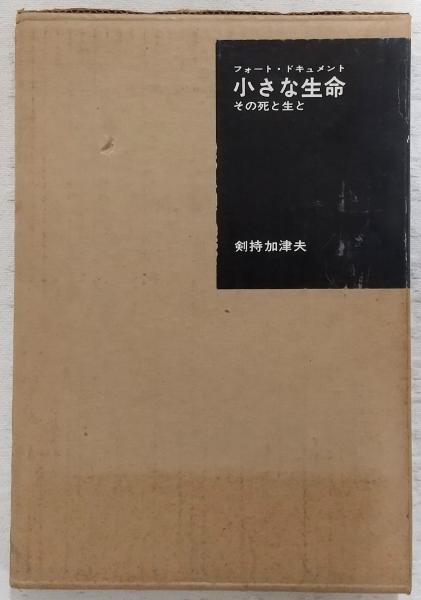 フォート・ドキュメント
小さな生命
その死と生と
剣持加津夫